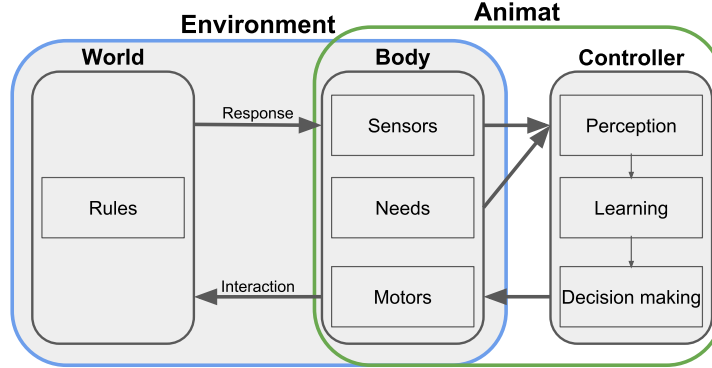 Animat
Environment
World
Body
Controller
Response
Sensors
Perception
Rules
Needs
Learning
Interaction
Motors
Decision making